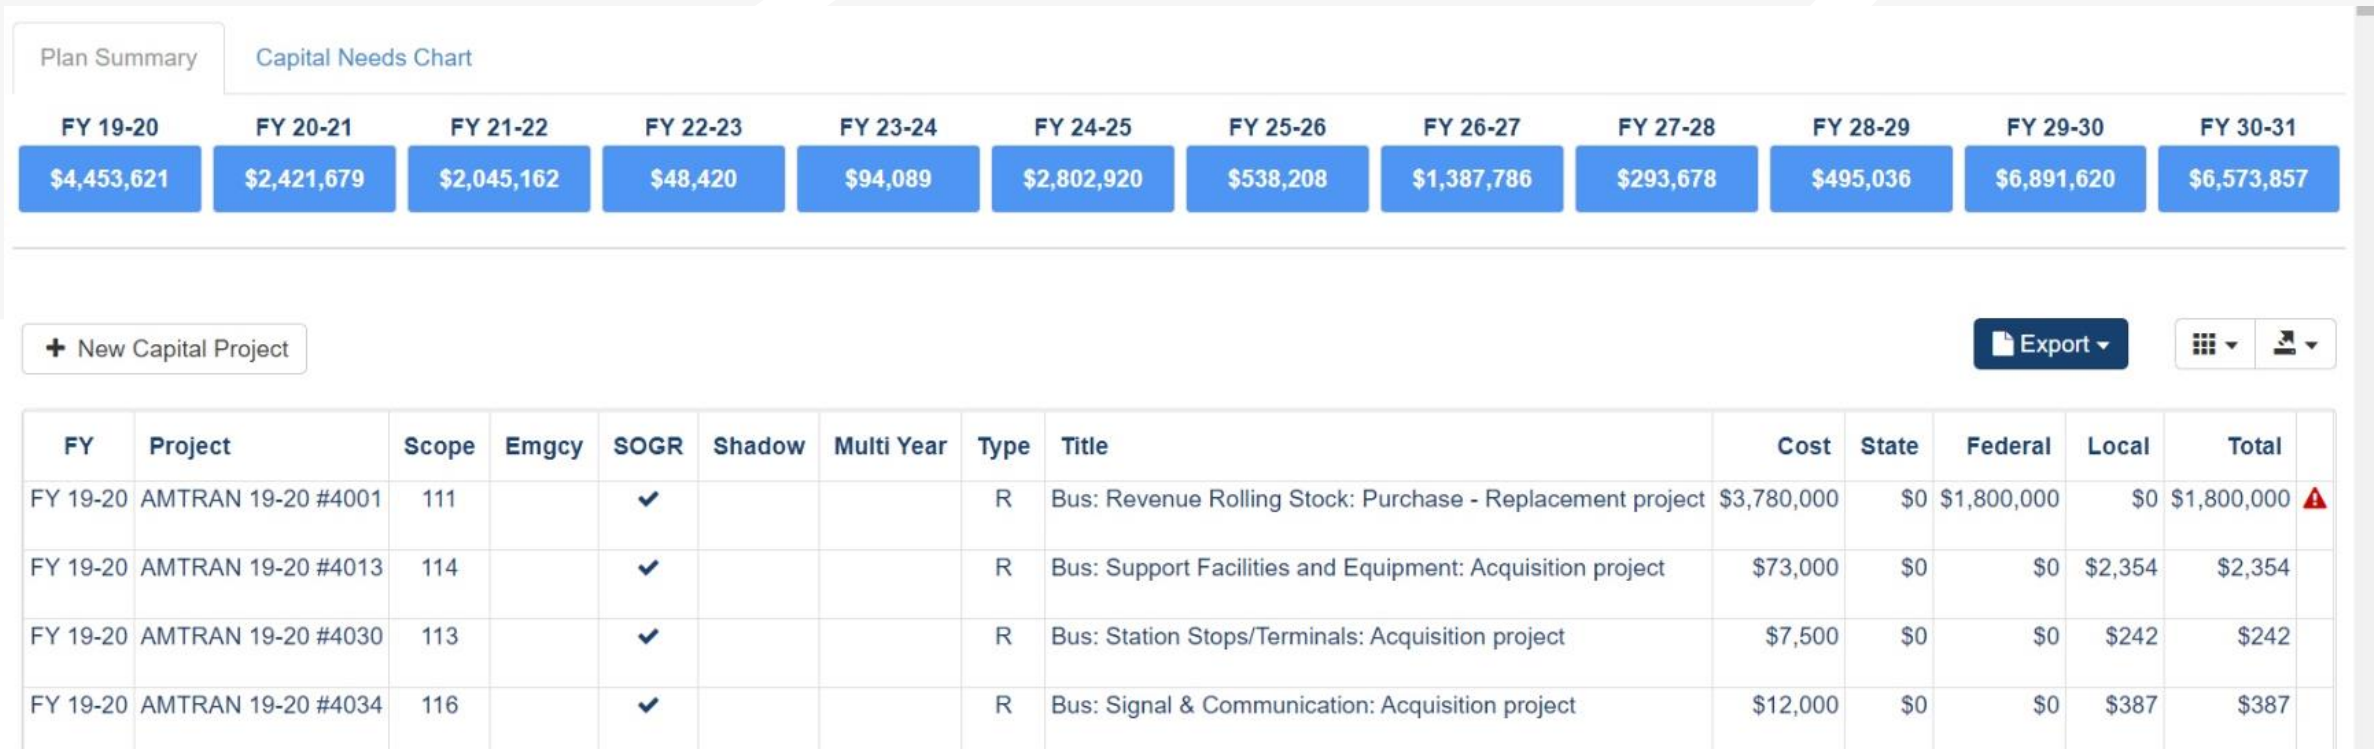 Plan Summary Capital Needs Chart
FY 19-20 FY 20-21 FY 21-22 FY 22-23 FY 23-24 FY 24-25 FY 25-26 FY 26-27 FY 27-28 FY 28-29 FY 29-30 FY 30-31
$4,453,621 $2,421,679 $2,045,162 $48,420 $94,089 $2,802,920 $538,208 $1,387,786 $293,678 $495,036 $6,891,620 $6,573,857
New Capital Project Export
FY Project Scope Emgcy SOGR Shadow Multi Year Type Title Cost State Federal Local Total
FY 19-20 AMTRAN 19-20 #4001 111 R Bus: Revenue Rolling Stock: Purchase - Replacement project $3,780,000 $0 $1,800,000 $0 $1,800,000
FY 19-20 AMTRAN 19-20 #4013 114 R Bus: Support Facilities and Equipment: Acquisition project $73,000 $0 $0 $2,354 $2,354
FY 19-20 AMTRAN 19-20 #4030 113 R Bus: Station Stops/Terminals: Acquisition project $7,500 $0 $0 $242 $242
FY 19-20 AMTRAN 19-20 #4034 116 R Bus: Signal & Communication: Acquisition project $12,000 $0 $0 $387 $387